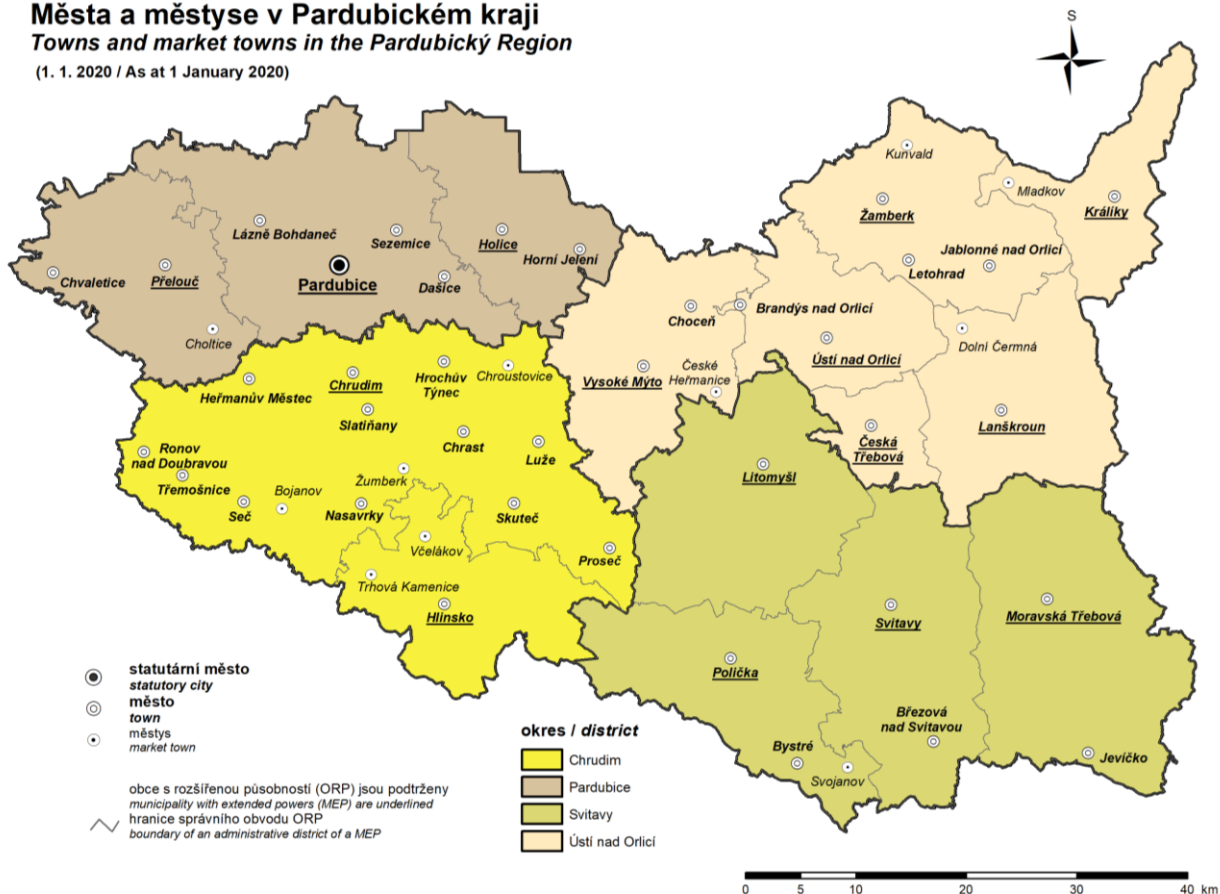 Města a městyse v Pardubickém kraji
Towns and market towns in the Pardubický Region
(1. 1. 2020 / As at 1 January 2020)
S
Kunvald
Mladkov
Žamberk
Králíky
Lázně Bohdaneč
Sezemice
Holice
Horní Jelení
Jablonné nad Orlicí
Letohrad
Chvaletice
Přelouč
Pardubice
Dašice
Choceň
Brandýs nad Orlicí
Choltice
Ústí nad Orlicí
Dolní Čermná
Heřmanův Městec
Chrudim
Hrochův
Týnec
Chroustovice
Vysoké Mýto
České
Heřmanice
Slatiňany
Chrast
Luže
Lanškroun
Česká
Třebová
Ronov
nad Doubravou
Třemošnice
Žumberk
Litomyšl
Seč
Bojanov
Nasavrky
Skuteč
Včelákov
Proseč
Trhová Kamenice
Hlinsko
Svitavy
Moravská Třebová
Polička
Březová
nad Svitavou
Bystré
Svojanov
Jevíčko
statutární město
statutory city
město
town
městys
market town
obce s rozšířenou působností (ORP) jsou podtrženy
municipality with extended powers (MEP) are underlined
hranice správního obvodu ORP
boundary of an administrative district of a MEP
okres / district
Chrudim
Pardubice
Svitavy
Ústí nad Orlicí
0 5 10 20 30 40 km